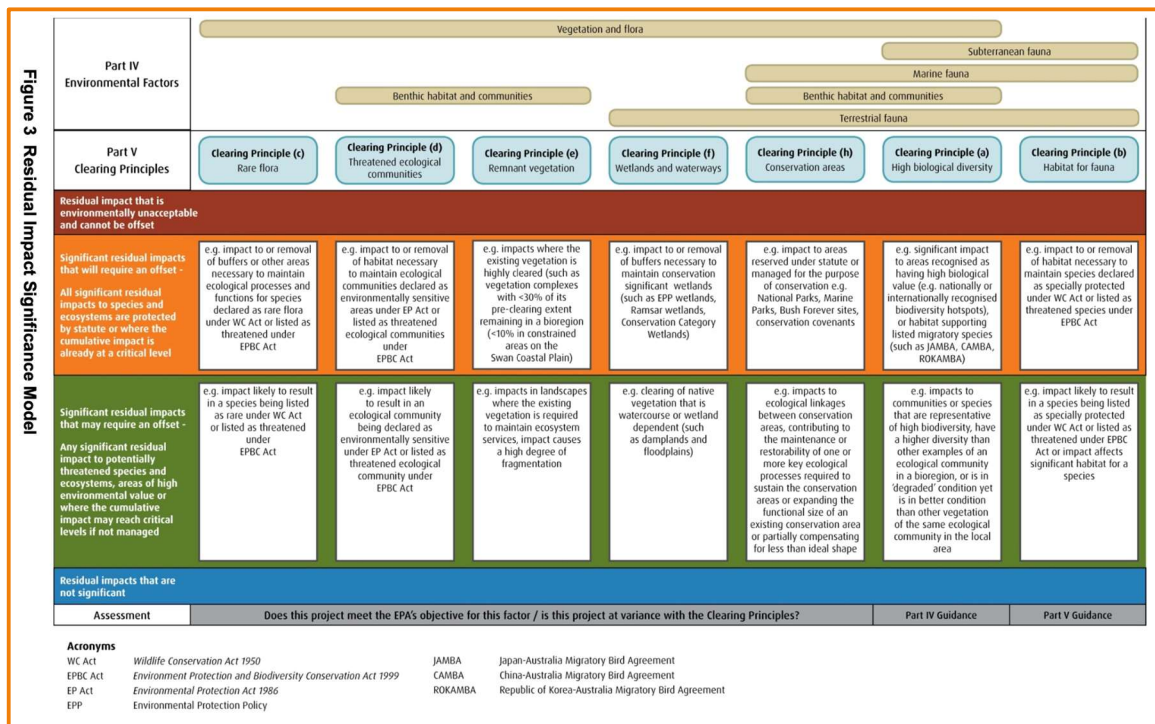 Figure 3 Residual Impact Significance Model
Part IV
Environmental Factors
Vegetation and flora
Subterranean fauna
Marine fauna
Benthic habitat and communities
Benthic habitat and communities
Terrestrial fauna
Part V
Clearing Principles
Clearing Principle (c)
Rare flora
Clearing Principle (d)
Threatened ecological
communities
Clearing Principle (e)
Remnant vegetation
Clearing Principle (f)
Wetlands and waterways
Clearing Principle (h)
Conservation areas
Clearing Principle (a)
High biological diversity
Clearing Principle (b)
Habitat for fauna
Residual impact that is
environmentally unacceptable
and cannot be offset
Significant residual impacts
that will require an offset -
All significant residual
impacts to species and
ecosystems are protected
by statute or where the
cumulative impact is
already at a critical level
e.g. impact to or removal
of buffers or other areas
necessary to maintain
ecological processes and
functions for species
declared as rare flora
under WC Act or listed as
threatened under
EPBC Act
e.g. impact to or removal
of habitat necessary
to maintain ecological
communities declared as
environmentally sensitive
areas under EP Act or
listed as threatened
ecological communities
under
EPBC Act
e.g. impacts where the
existing vegetation is
highly cleared (such as
vegetation complexes
with <30% of its
pre-clearing extent
remaining in a bioregion
(<10% in constrained
areas on the
Swan Coastal Plain)
e.g. impact to or removal
of buffers necessary to
maintain conservation
significant wetlands
(such as EPP wetlands,
Ramsar wetlands,
Conservation Category
Wetlands)
e.g. impact to areas
reserved under statute or
managed for the purpose
of conservation e.g.
National Parks, Marine
Parks, Bush Forever sites,
conservation covenants
e.g. significant impact
to areas recognised as
having high biological
value (e.g. nationally or
internationally recognised
biodiversity hotspots),
or habitat supporting
listed migratory species
(such as JAMBA, CAMBA,
ROKAMBA)
e.g. impact to or removal
of habitat necessary to
maintain species declared
as specially protected
under WC Act or listed as
threatened species under
EPBC Act
Significant residual impacts
that may require an offset -
Any significant residual
impact to potentially
threatened species and
ecosystems, areas of high
environmental value or
where the cumulative
impact may reach critical
levels if not managed
e.g. impact likely to result
in a species being listed
as rare under WC Act
or listed as threatened
under
EPBC Act
e.g. impact likely
to result in an
ecological community
being declared as
environmentally sensitive
under EP Act or listed as
threatened ecological
community under
EPBC Act
e.g. impacts in landscapes
where the existing
vegetation is required
to maintain ecosystem
services, impact causes
a high degree of
fragmentation
e.g. clearing of native
vegetation that is
watercourse or wetland
dependent (such
as damplands and
floodplains)
e.g. impacts to
ecological linkages
between conservation
areas, contributing to
the maintenance or
restorability of one or
more key ecological
processes required to
sustain the conservation
areas or expanding the
functional size of an
existing conservation area
or partially compensating
for less than ideal shape
e.g. impacts to
communities or species
that are representative
of high biodiversity, have
a higher diversity than
other examples of an
ecological community
in a bioregion, or is in
'degraded' condition yet
is in better condition
than other vegetation
of the same ecological
community in the local
area
e.g. impact likely to result
in a species being listed
as specially protected
under WC Act or listed as
threatened under EPBC
Act or impact affects
significant habitat for a
species
Residual impacts that are
not significant
Assessment
Does this project meet the EPA's objective for this factor / is this project at variance with the Clearing Principles?
Part IV Guidance
Part V Guidance
Acronyms
WC Act Wildlife Conservation Act 1950
EPBC Act Environment Protection and Biodiversity Conservation Act 1999
EP Act Environmental Protection Act 1986
EPP Environmental Protection Policy
JAMBA Japan-Australia Migratory Bird Agreement
CAMBA China-Australia Migratory Bird Agreement
ROKAMBA Republic of Korea-Australia Migratory Bird Agreement